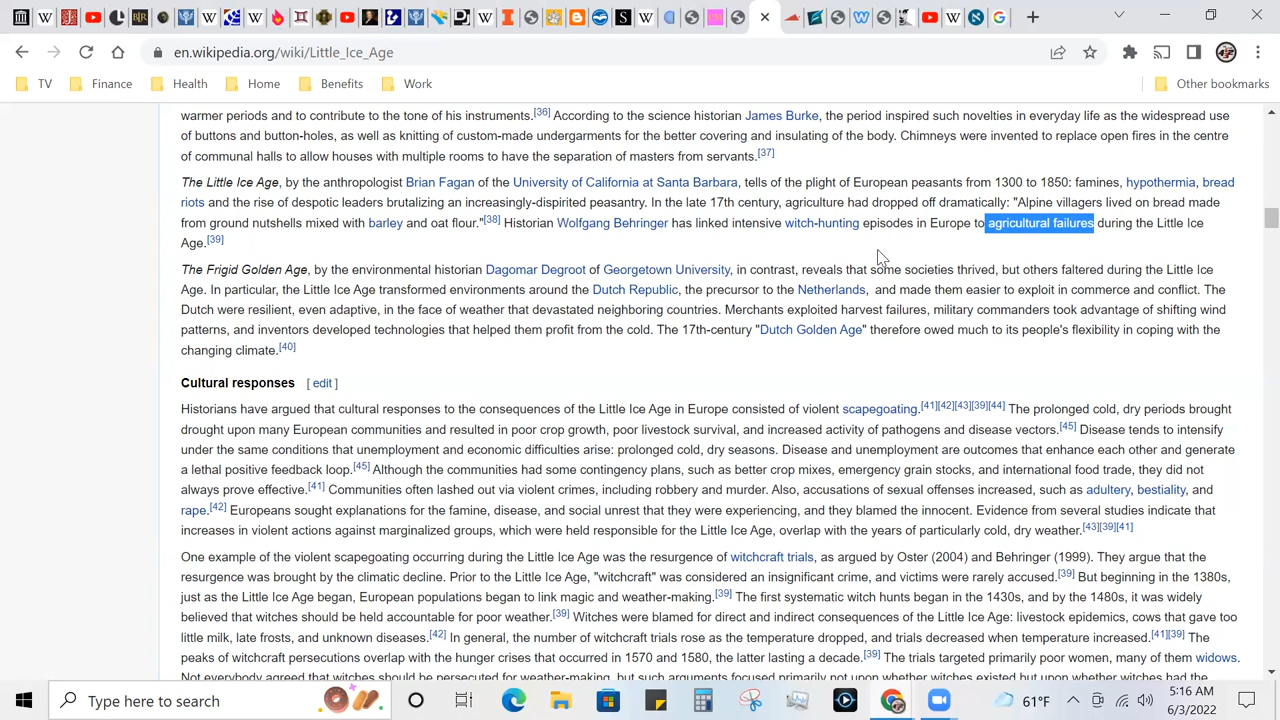 en.wikipedia.org/wiki/Little_Ice_Age
TV Finance Health Home Benefits Work Other bookmarks
warmer periods and to contribute to the tone of his instruments.[36] According to the science historian James Burke, the period inspired such novelties in everyday life as the widespread use
of buttons and button-holes, as well as knitting of custom-made undergarments for the better covering and insulating of the body. Chimneys were invented to replace open fires in the centre
of communal halls to allow houses with multiple rooms to have the separation of masters from servants.[37]
The Little Ice Age, by the anthropologist Brian Fagan of the University of California at Santa Barbara, tells of the plight of European peasants from 1300 to 1850: famines, hypothermia, bread
riots and the rise of despotic leaders brutalizing an increasingly-dispirited peasantry. In the late 17th century, agriculture had dropped off dramatically: "Alpine villagers lived on bread made
from ground nutshells mixed with barley and oat flour."[38] Historian Wolfgang Behringer has linked intensive witch-hunting episodes in Europe to agricultural failures during the Little Ice
Age.[39]
The Frigid Golden Age, by the environmental historian Dagomar Degroot of Georgetown University, in contrast, reveals that some societies thrived, but others faltered during the Little Ice
Age. In particular, the Little Ice Age transformed environments around the Dutch Republic, the precursor to the Netherlands, and made them easier to exploit in commerce and conflict. The
Dutch were resilient, even adaptive, in the face of weather that devastated neighboring countries. Merchants exploited harvest failures, military commanders took advantage of shifting wind
patterns, and inventors developed technologies that helped them profit from the cold. The 17th-century "Dutch Golden Age" therefore owed much to its people's flexibility in coping with the
changing climate.[40]
Cultural responses [ edit ]
Historians have argued that cultural responses to the consequences of the Little Ice Age in Europe consisted of violent scapegoating.[41][42][43][39][44] The prolonged cold, dry periods brought
drought upon many European communities and resulted in poor crop growth, poor livestock survival, and increased activity of pathogens and disease vectors.[45] Disease tends to intensify
under the same conditions that unemployment and economic difficulties arise: prolonged cold, dry seasons. Disease and unemployment are outcomes that enhance each other and generate
a lethal positive feedback loop.[45] Although the communities had some contingency plans, such as better crop mixes, emergency grain stocks, and international food trade, they did not
always prove effective.[41] Communities often lashed out via violent crimes, including robbery and murder. Also, accusations of sexual offenses increased, such as adultery, bestiality, and
rape.[42] Europeans sought explanations for the famine, disease, and social unrest that they were experiencing, and they blamed the innocent. Evidence from several studies indicate that
increases in violent actions against marginalized groups, which were held responsible for the Little Ice Age, overlap with the years of particularly cold, dry weather.[43][39][41]
One example of the violent scapegoating occurring during the Little Ice Age was the resurgence of witchcraft trials, as argued by Oster (2004) and Behringer (1999). They argue that the
resurgence was brought by the climatic decline. Prior to the Little Ice Age, "witchcraft" was considered an insignificant crime, and victims were rarely accused.[39] But beginning in the 1380s,
just as the Little Ice Age began, European populations began to link magic and weather-making.[39] The first systematic witch hunts began in the 1430s, and by the 1480s, it was widely
believed that witches should be held accountable for poor weather.[39] Witches were blamed for direct and indirect consequences of the Little Ice Age: livestock epidemics, cows that gave too
little milk, late frosts, and unknown diseases.[42] In general, the number of witchcraft trials rose as the temperature dropped, and trials decreased when temperature increased.[41][39] The
peaks of witchcraft persecutions overlap with the hunger crises that occurred in 1570 and 1580, the latter lasting a decade.[39] The trials targeted primarily poor women, many of them widows.
Not everybody agreed that witches should be persecuted for weather-making, but such arguments focused primarily not upon whether witches existed but upon whether witches had the
Type here to search
61°F
5:16 AM
6/3/2022